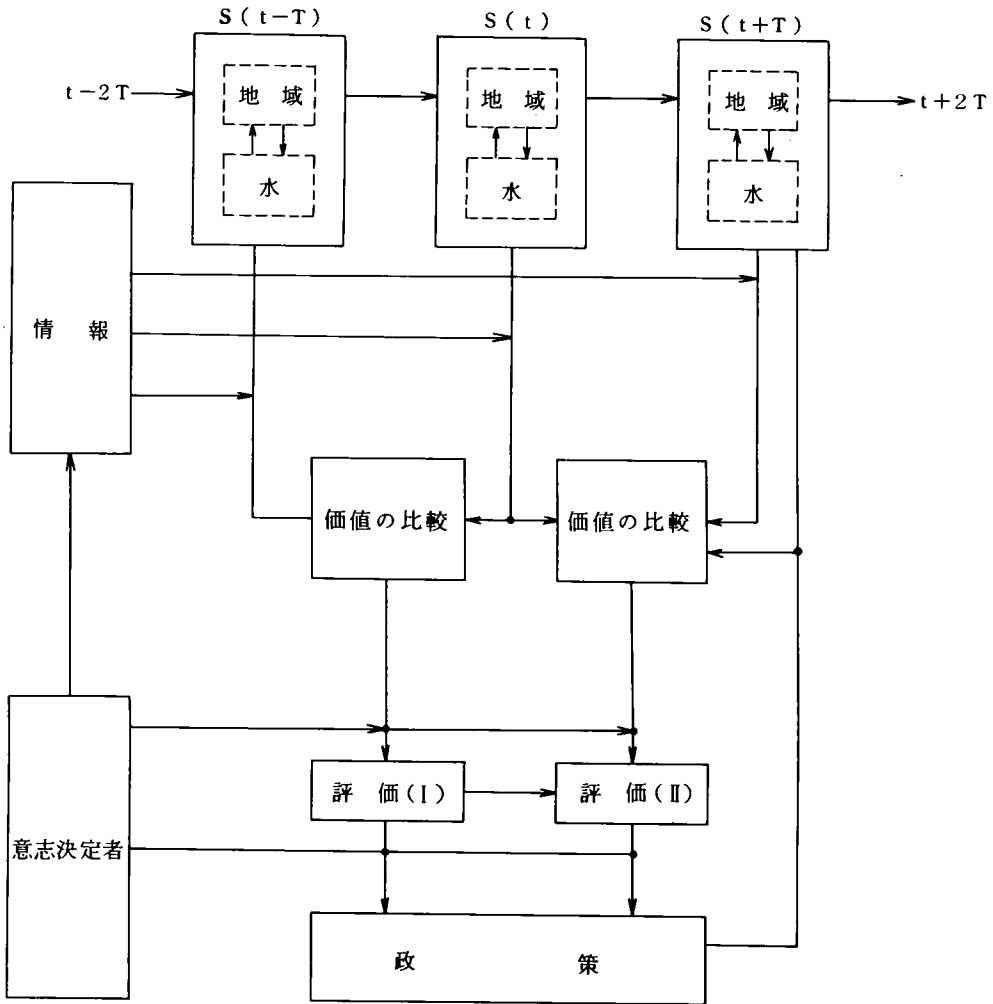 S(t-T)
S(t)
S(t+T)
t-2T
地域
地域
地域
t+2T
水
水
水
情報
価値の比較
価値の比較
評価(I)
評価(Ⅱ)
意志決定者
政策